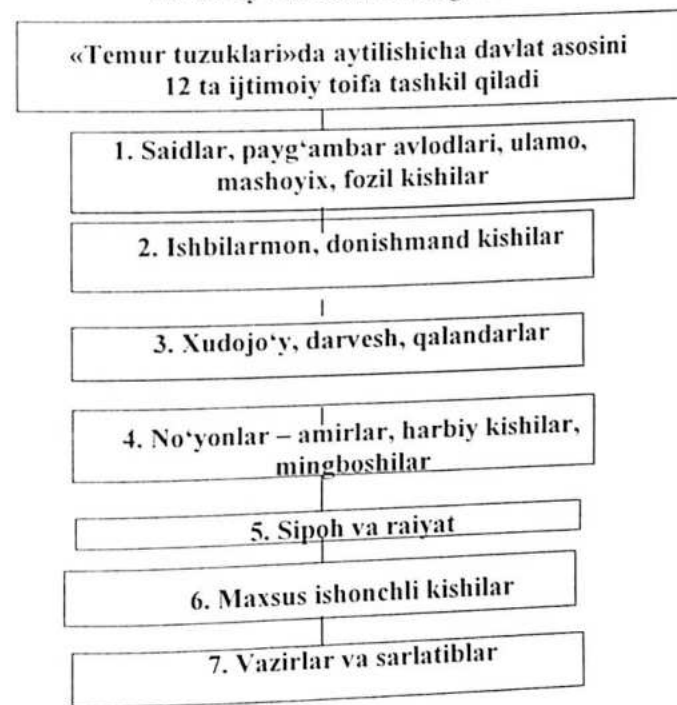 «Temur tuzuklari»da aytilishicha davlat asosini
12 ta ijtimoiy toifa tashkil qiladi
1. Saidlar, payg‘ambar avlodlari, ulamo,
mashoyix, fozil kishilar
2. Ishbilarmon, donishmand kishilar
3. Xudojo‘y, darvesh, qalandarlar
4. No‘yonlar – amirlar, harbiy kishilar,
mingboshilar
5. Sipoh va raiyat
6. Maxsus ishonchli kishilar
7. Vazirlar va sarlatiblar